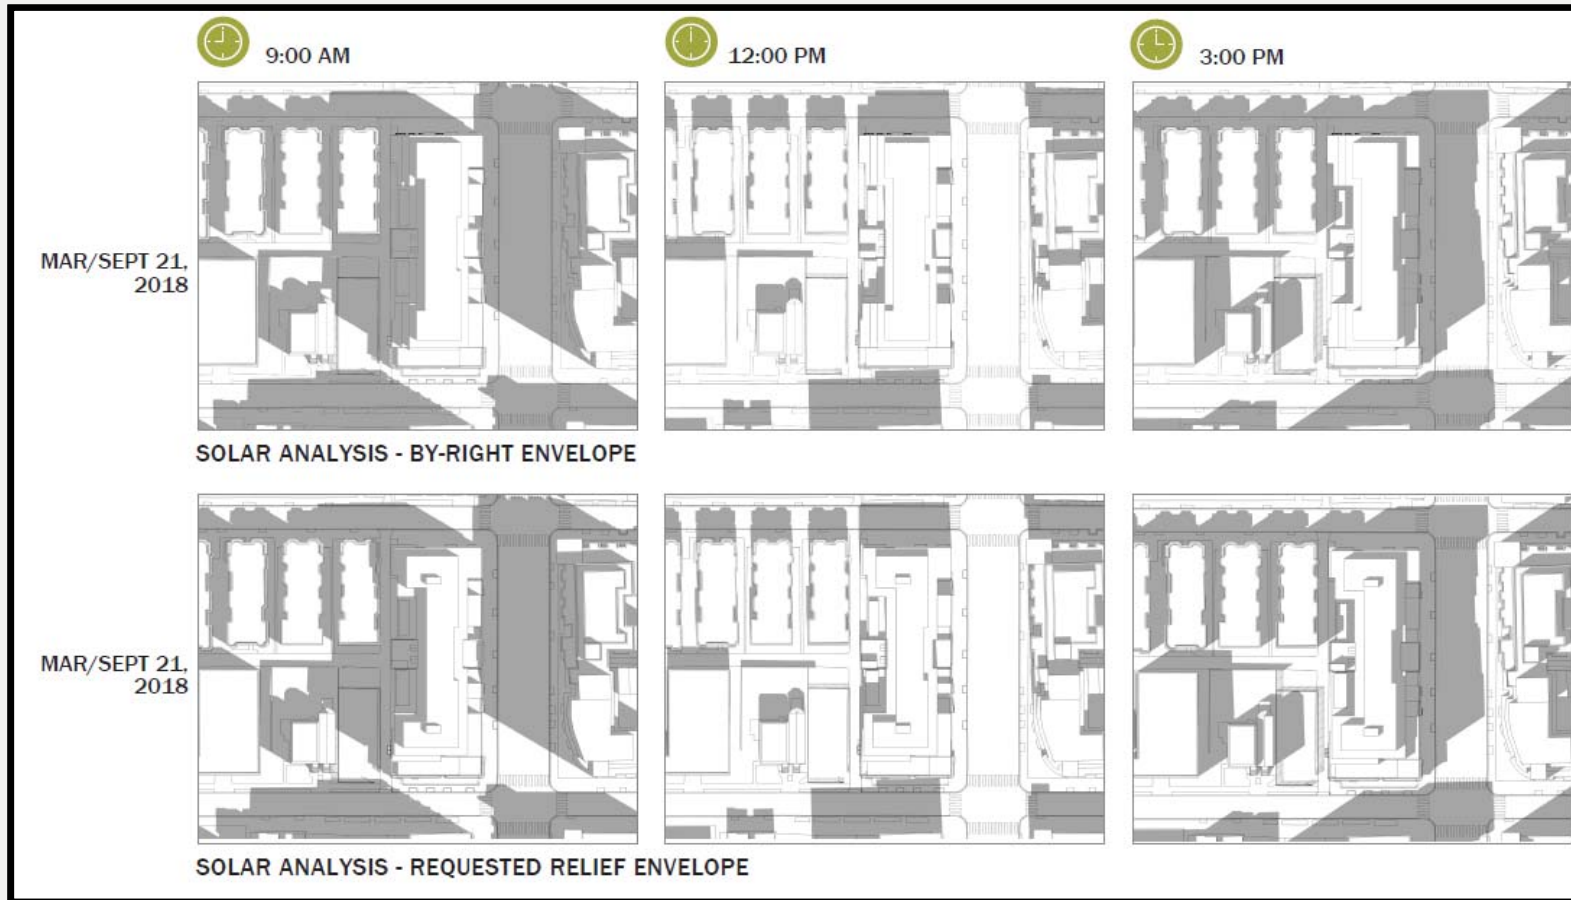 9:00 AM
12:00 PM
3:00 PM
MAR/SEPT 21,
2018
SOLAR ANALYSIS - BY-RIGHT ENVELOPE
MAR/SEPT 21,
2018
SOLAR ANALYSIS - REQUESTED RELIEF ENVELOPE